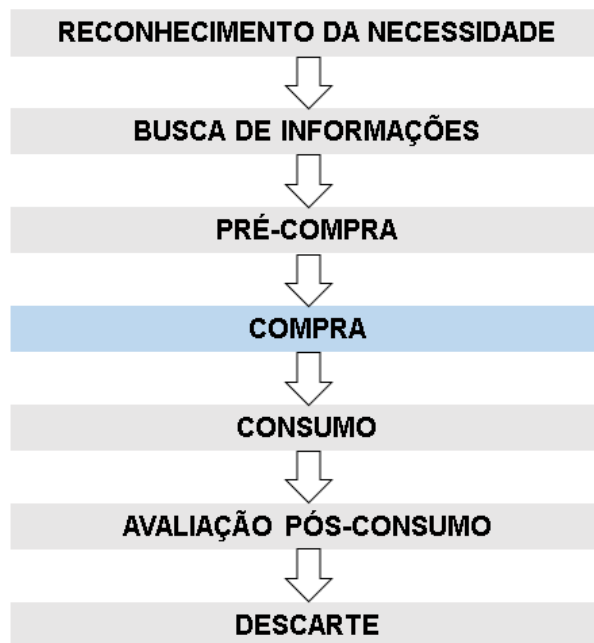 RECONHECIMENTO DA NECESSIDADE
BUSCA DE INFORMAÇÕES
PRÉ-COMPRA
COMPRA
CONSUMO
AVALIAÇÃO PÓS-CONSUMO
DESCARTE